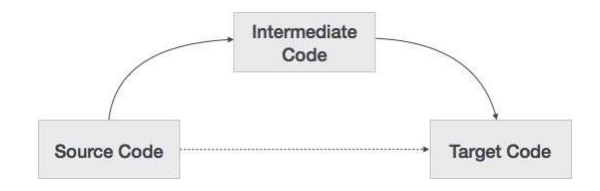 Intermediate
Code
Source Code
Target Code